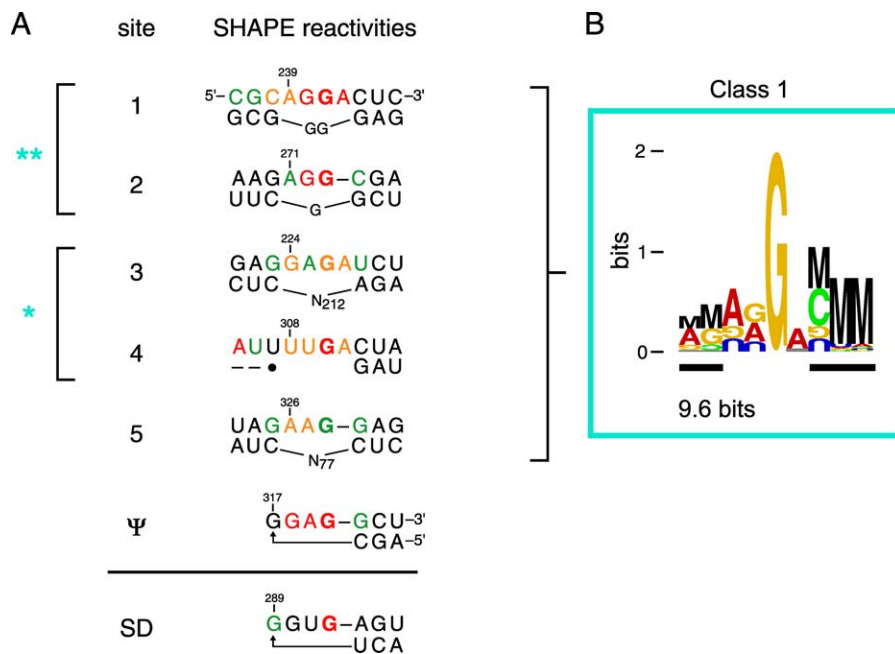 A
site
SHAPE reactivities
B
**
1
239
5'-CGCAGGACUC-3'
GCG GG GAG
2
271
AAGAGG-CGA
UUC G GCU
*
3
224
GAGGAGAUCU
CUC N212 AGA
4
308
AUUUUGACUA
GAU
5
326
UAGAAG-GAG
AUC N77 CUC
Ψ
317
GGAG-GCU-3'
CGA-5'
SD
289
GGUG-AGU
UCA
Class 1
2
1
0
bits
MMAGGAMMM
AGGACC
9.6 bits